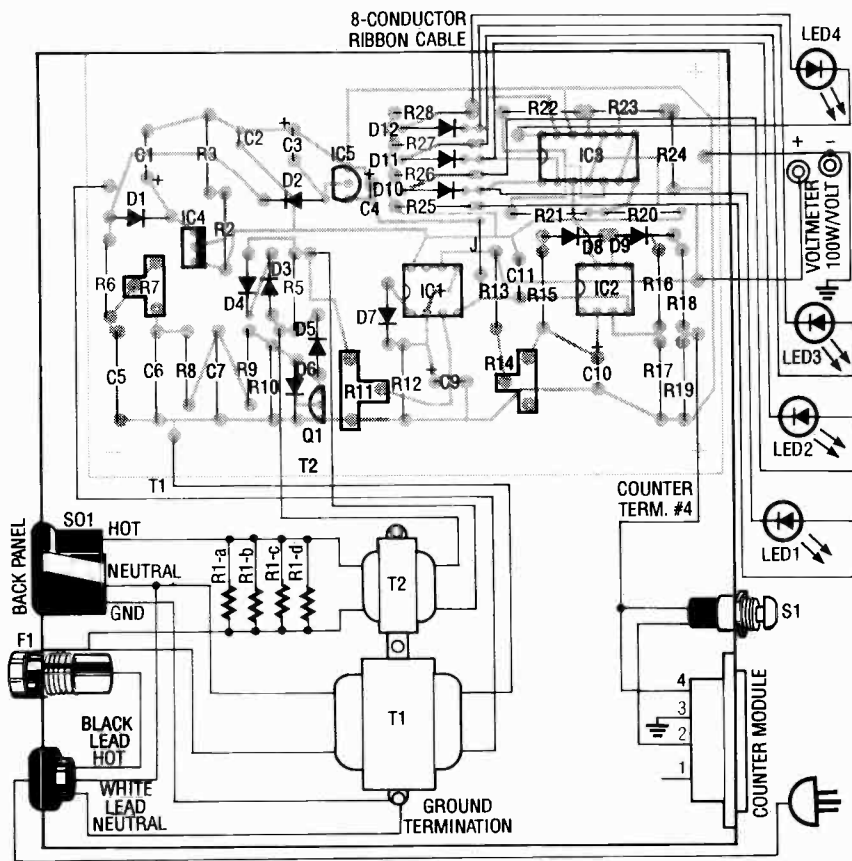 8-CONDUCTOR
RIBBON CABLE
LED4
R28
R22
R23
D12
C1
R3
C2
C3
+
IC5
R27
D11
R26
IC3
R24
+
-
D10
R25
C4
+
D1
+
D2
IC4
R2
R21
R20
D8
D9
VOLTMETER
100W/VOLT
J
R6
R7
D4
D3
R5
D7
IC1
R13
C11
R15
IC2
R16
R18
LED3
C5
C6
R8
C7
R9
R10
D5
D6
R11
R12
+
C9
R14
+
C10
R17
R19
Q1
LED2
T1
T2
COUNTER
TERM. #4
LED1
BACK PANEL
SO1
HOT
NEUTRAL
GND
R1-a
R1-b
R1-c
R1-d
T2
S1
F1
T1
4
3
2
1
COUNTER MODULE
BLACK
LEAD
HOT
WHITE
LEAD
NEUTRAL
GROUND
TERMINATION